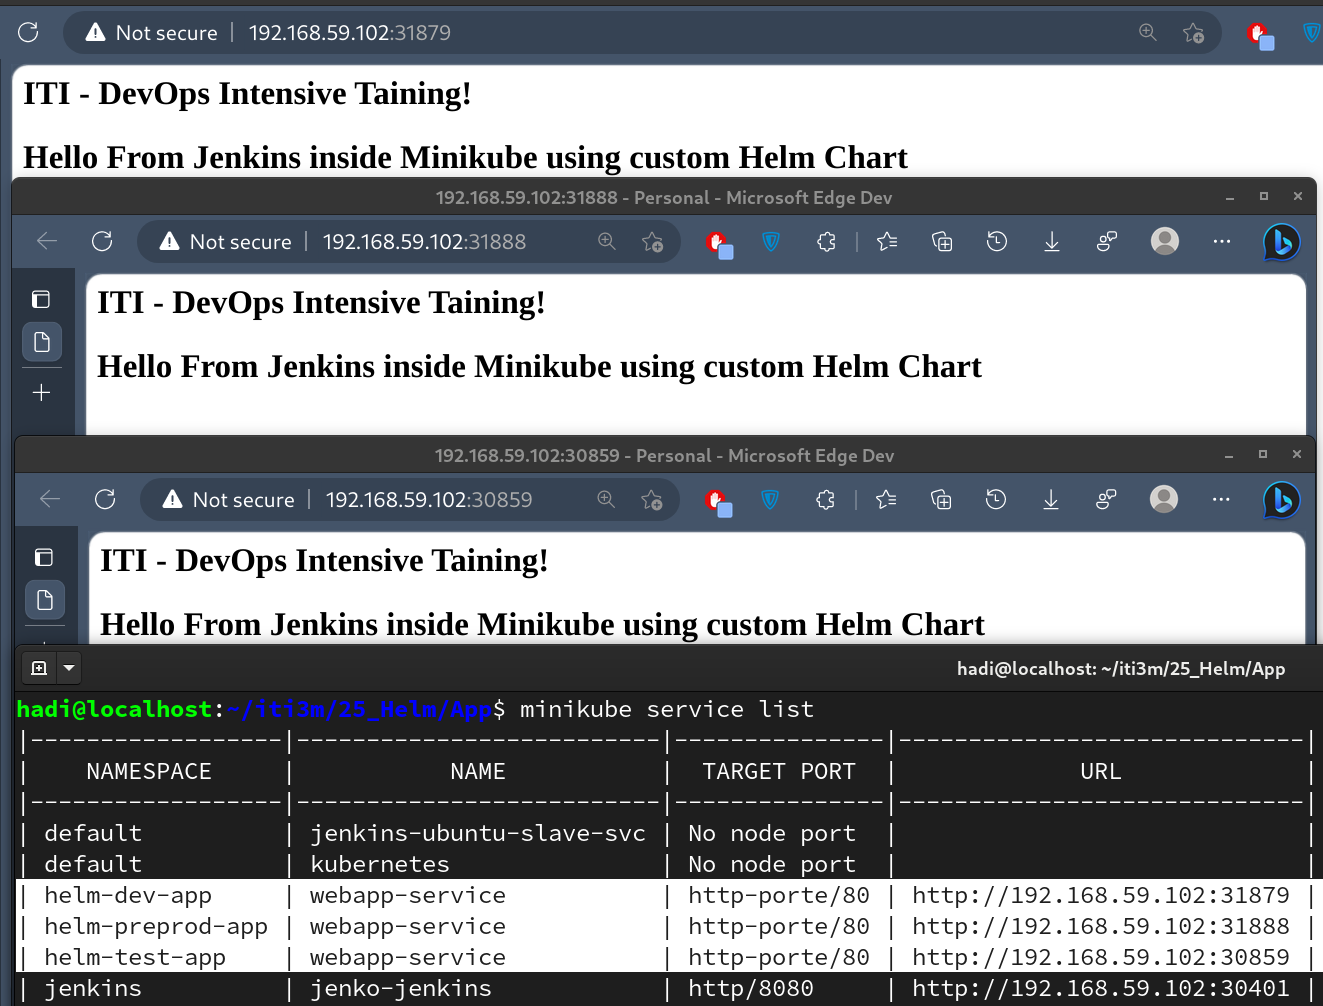 Not secure | 192.168.59.102:31879
ITI - DevOps Intensive Taining!
Hello From Jenkins inside Minikube using custom Helm Chart
192.168.59.102:31888 - Personal - Microsoft Edge Dev
Not secure | 192.168.59.102:31888
ITI - DevOps Intensive Taining!
Hello From Jenkins inside Minikube using custom Helm Chart
192.168.59.102:30859 - Personal - Microsoft Edge Dev
Not secure | 192.168.59.102:30859
ITI - DevOps Intensive Taining!
Hello From Jenkins inside Minikube using custom Helm Chart
hadi@localhost: ~/iti3m/25_Helm/App
hadi@localhost:~/iti3m/25_Helm/App$ minikube service list
|------------------|--------------------------|---------------|-----------------------------|
| NAMESPACE | NAME | TARGET PORT | URL |
|------------------|--------------------------|---------------|-----------------------------|
| default | jenkins-ubuntu-slave-svc | No node port | |
| default | kubernetes | No node port | |
| helm-dev-app | webapp-service | http-porte/80 | http://192.168.59.102:31879 |
| helm-preprod-app | webapp-service | http-porte/80 | http://192.168.59.102:31888 |
| helm-test-app | webapp-service | http-porte/80 | http://192.168.59.102:30859 |
| jenkins | jenko-jenkins | http/8080 | http://192.168.59.102:30401 |